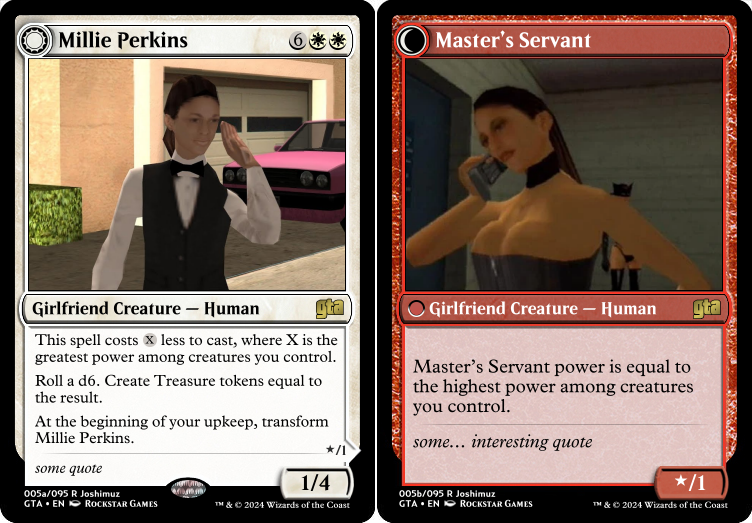 Millie Perkins 6
This spell costs X less to cast, where X is the
greatest power among creatures you control.
Roll a d6. Create Treasure tokens equal to
the result.
At the beginning of your upkeep, transform
Millie Perkins.
★/1
some quote
Girlfriend Creature — Human gta
1/4
005a/095 R Joshimuz
GTA • EN Rockstar Games
™ & © 2024 Wizards of the Coast
Master's Servant
Girlfriend Creature — Human gta
Master's Servant power is equal to
the highest power among creatures
you control.
some... interesting quote
★/1
005b/095 R Joshimuz
GTA • EN Rockstar Games
™ & © 2024 Wizards of the Coast